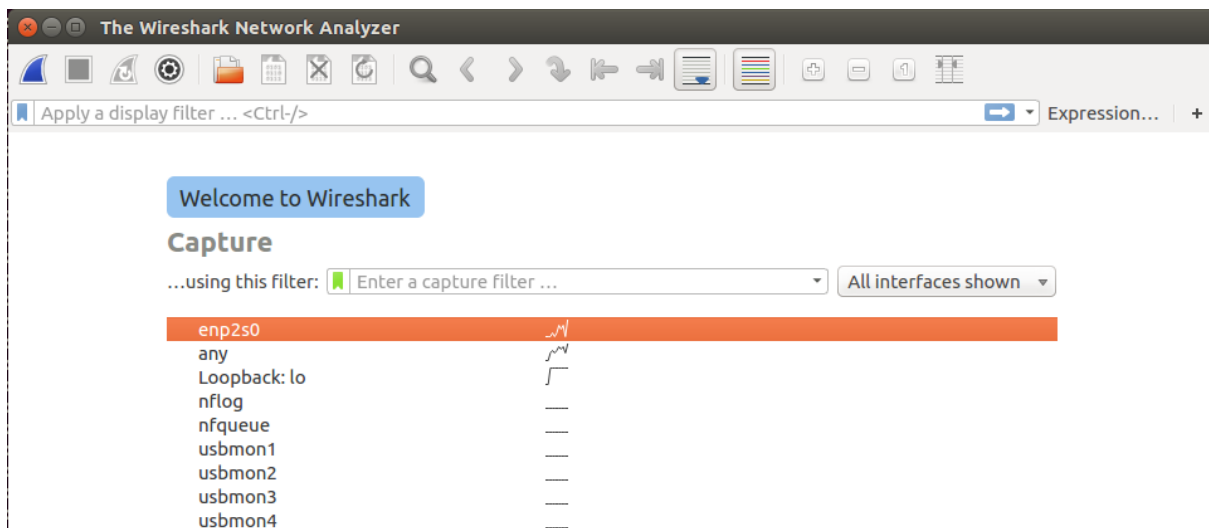 The Wireshark Network Analyzer
Apply a display filter … <Ctrl-/> Expression… +
Welcome to Wireshark
Capture
…using this filter: Enter a capture filter … All interfaces shown
enp2s0
any
Loopback: lo
nflog
nfqueue
usbmon1
usbmon2
usbmon3
usbmon4